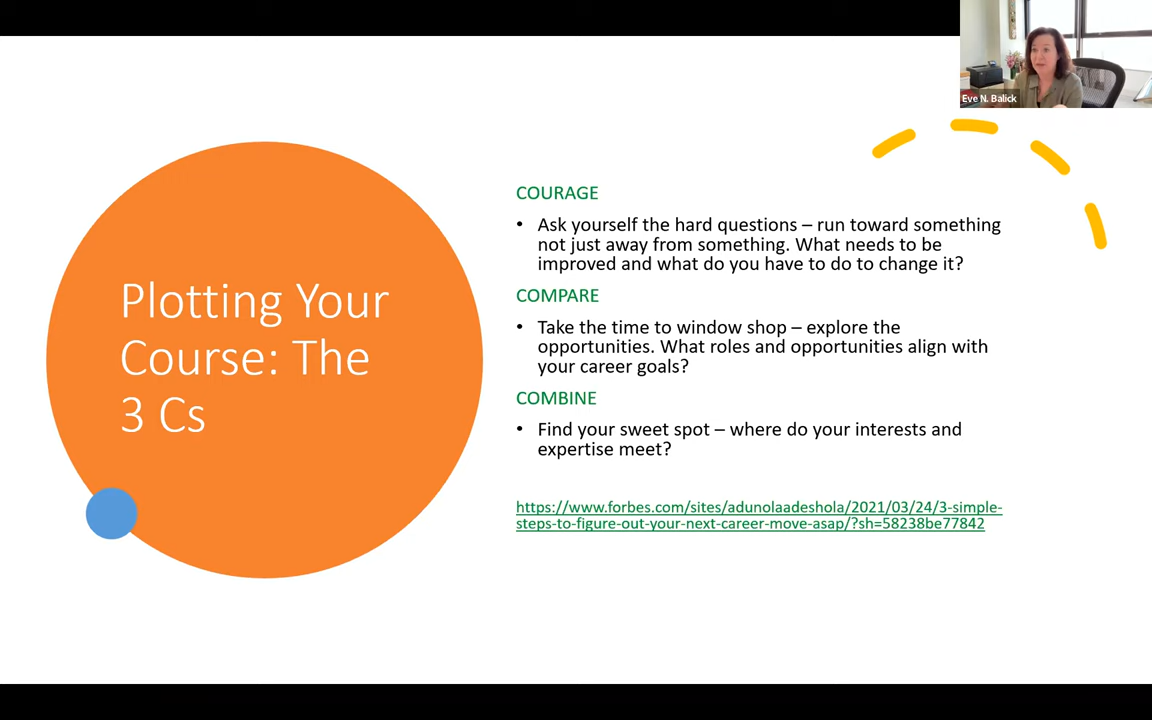 Eve N. Balick
Plotting Your
Course: The
3 Cs
COURAGE
• Ask yourself the hard questions – run toward something
not just away from something. What needs to be
improved and what do you have to do to change it?
COMPARE
• Take the time to window shop – explore the
opportunities. What roles and opportunities align with
your career goals?
COMBINE
• Find your sweet spot – where do your interests and
expertise meet?
https://www.forbes.com/sites/adunolaadeshola/2021/03/24/3-simple-
steps-to-figure-out-your-next-career-move-asap/?sh=58238be77842